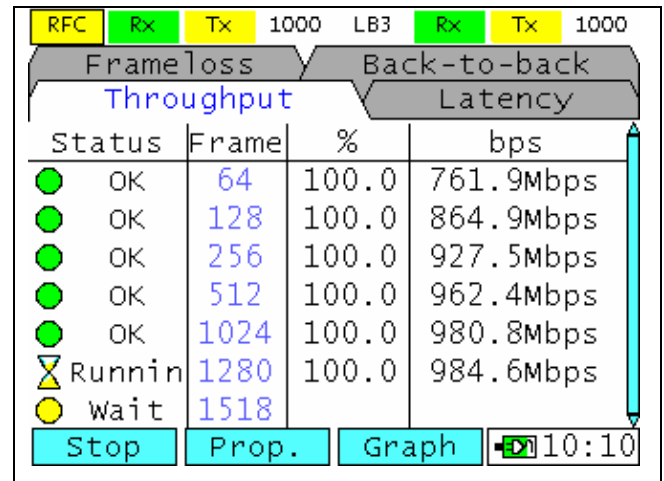 RFC Rx Tx 1000 LB3 Rx Tx 1000
Frameloss Back-to-back
Throughput Latency
Status Frame % bps
OK 64 100.0 761.9Mbps
OK 128 100.0 864.9Mbps
OK 256 100.0 927.5Mbps
OK 512 100.0 962.4Mbps
OK 1024 100.0 980.8Mbps
Runnin 1280 100.0 984.6Mbps
Wait 1518
Stop Prop. Graph 10:10